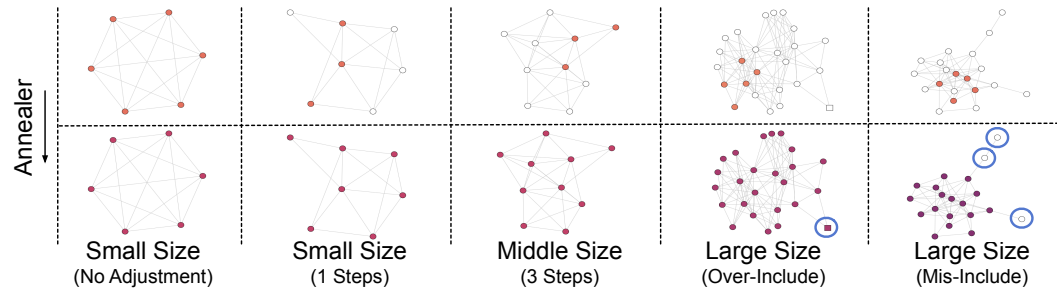 Annealer
Small Size
(No Adjustment)
Small Size
(1 Steps)
Middle Size
(3 Steps)
Large Size
(Over-Include)
Large Size
(Mis-Include)